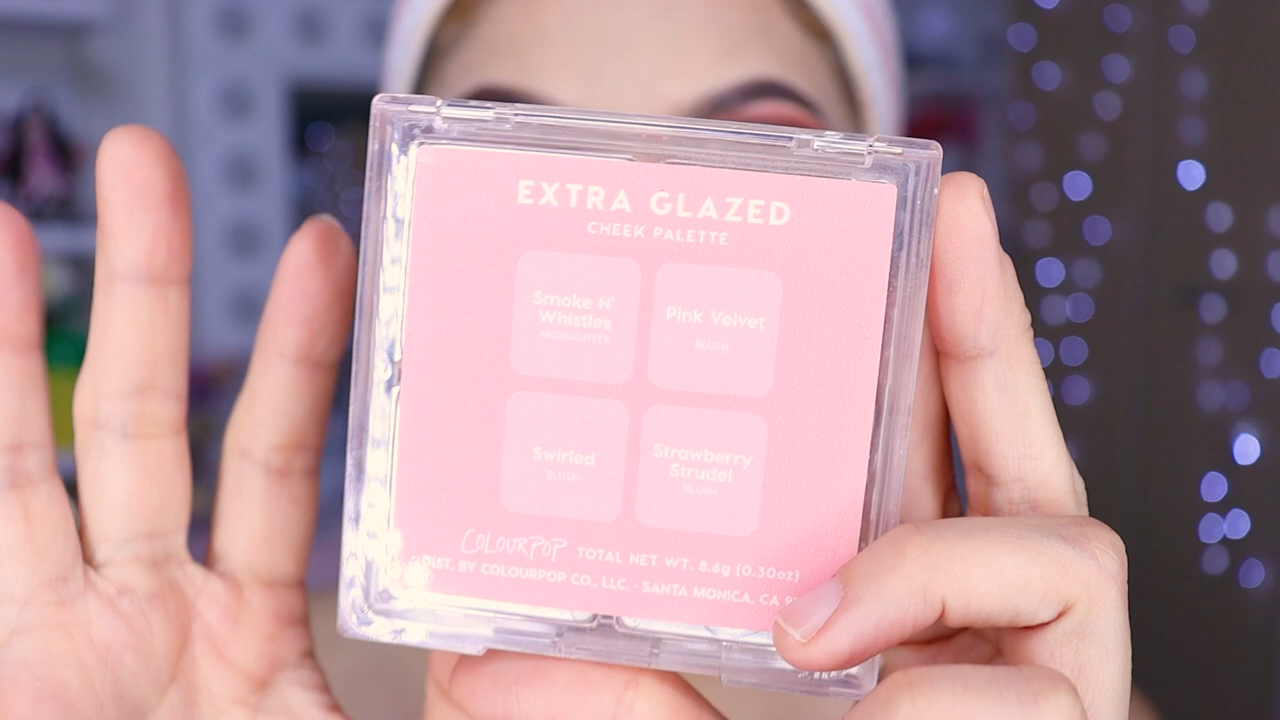 EXTRA GLAZED
CHEEK PALETTE
Smoke N'
Whistles
HIGHLIGHTER
Pink Velvet
BLUSH
Swirled
BLUSH
Strawberry
Strudel
BLUSH
COLOURPOP TOTAL NET WT. 8.6g (0.30oz)
DIST. BY COLOURPOP CO., LLC. · SANTA MONICA, CA